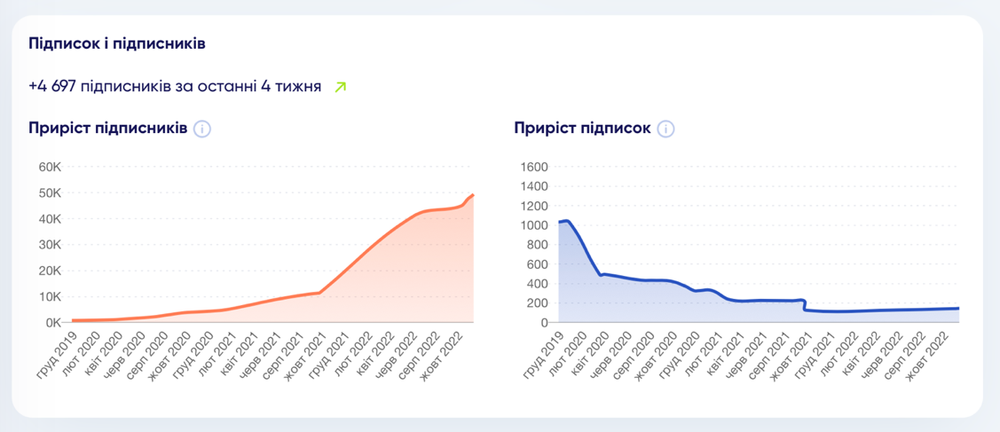 Підписок і підписників
+4 697 підписників за останні 4 тижня
Приріст підписників
60K
50K
40K
30K
20K
10K
0K
груд 2019
лют 2020
квіт 2020
черв 2020
серп 2020
жовт 2020
груд 2020
лют 2021
квіт 2021
черв 2021
серп 2021
жовт 2021
груд 2021
лют 2022
квіт 2022
черв 2022
серп 2022
жовт 2022
Приріст підписок
1600
1400
1200
1000
800
600
400
200
0
груд 2019
лют 2020
квіт 2020
черв 2020
серп 2020
жовт 2020
груд 2020
лют 2021
квіт 2021
черв 2021
серп 2021
жовт 2021
груд 2021
лют 2022
квіт 2022
черв 2022
серп 2022
жовт 2022